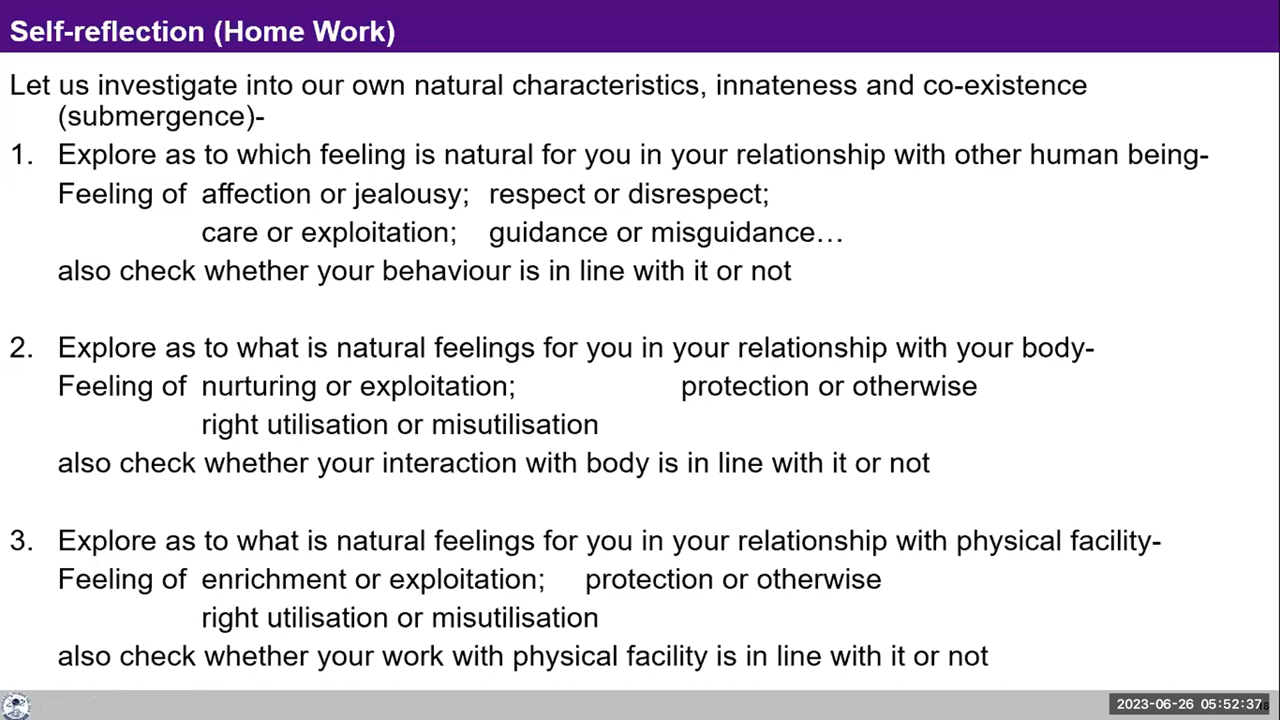 Self-reflection (Home Work)
Let us investigate into our own natural characteristics, innateness and co-existence
(submergence)-
1. Explore as to which feeling is natural for you in your relationship with other human being-
Feeling of affection or jealousy; respect or disrespect;
care or exploitation; guidance or misguidance…
also check whether your behaviour is in line with it or not
2. Explore as to what is natural feelings for you in your relationship with your body-
Feeling of nurturing or exploitation; protection or otherwise
right utilisation or misutilisation
also check whether your interaction with body is in line with it or not
3. Explore as to what is natural feelings for you in your relationship with physical facility-
Feeling of enrichment or exploitation; protection or otherwise
right utilisation or misutilisation
also check whether your work with physical facility is in line with it or not
2023-06-26 05:52:37